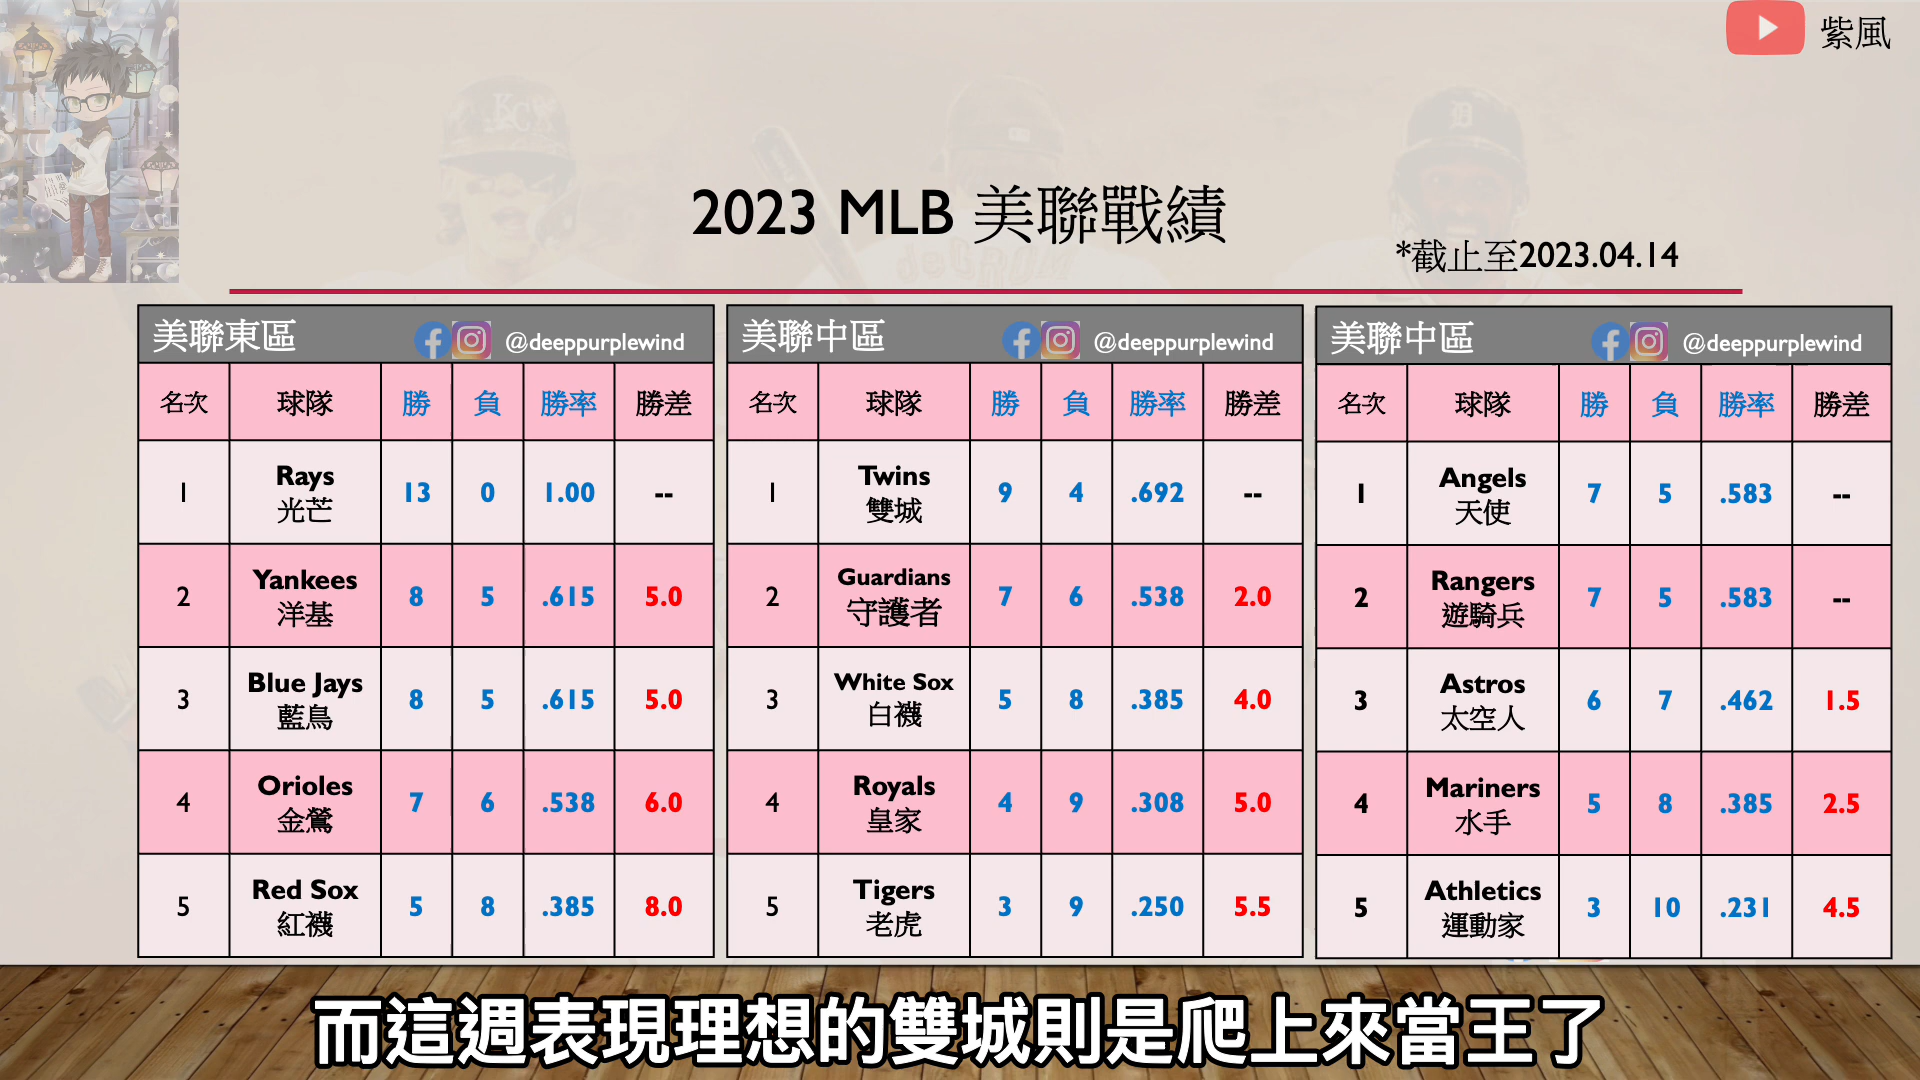 紫風
2023 MLB 美聯戰績
*截止至2023.04.14
美聯東區 @deeppurplewind
名次 球隊 勝 負 勝率 勝差
1 Rays 光芒 13 0 1.00 --
2 Yankees 洋基 8 5 .615 5.0
3 Blue Jays 藍鳥 8 5 .615 5.0
4 Orioles 金鶯 7 6 .538 6.0
5 Red Sox 紅襪 5 8 .385 8.0
美聯中區 @deeppurplewind
名次 球隊 勝 負 勝率 勝差
1 Twins 雙城 9 4 .692 --
2 Guardians 守護者 7 6 .538 2.0
3 White Sox 白襪 5 8 .385 4.0
4 Royals 皇家 4 9 .308 5.0
5 Tigers 老虎 3 9 .250 5.5
美聯中區 @deeppurplewind
名次 球隊 勝 負 勝率 勝差
1 Angels 天使 7 5 .583 --
2 Rangers 遊騎兵 7 5 .583 --
3 Astros 太空人 6 7 .462 1.5
4 Mariners 水手 5 8 .385 2.5
5 Athletics 運動家 3 10 .231 4.5
而這週表現理想的雙城則是爬上來當王了